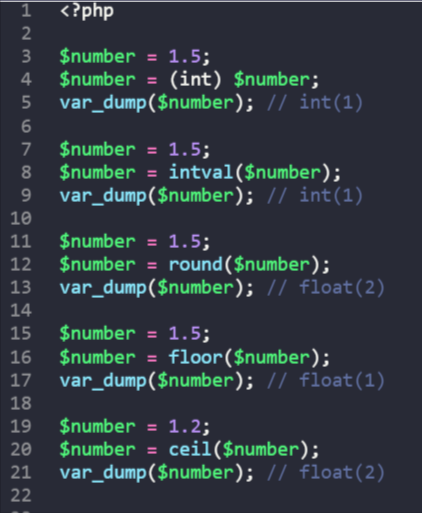 1 <?php
2
3 $number = 1.5;
4 $number = (int) $number;
5 var_dump($number); // int(1)
6
7 $number = 1.5;
8 $number = intval($number);
9 var_dump($number); // int(1)
10
11 $number = 1.5;
12 $number = round($number);
13 var_dump($number); // float(2)
14
15 $number = 1.5;
16 $number = floor($number);
17 var_dump($number); // float(1)
18
19 $number = 1.2;
20 $number = ceil($number);
21 var_dump($number); // float(2)
22